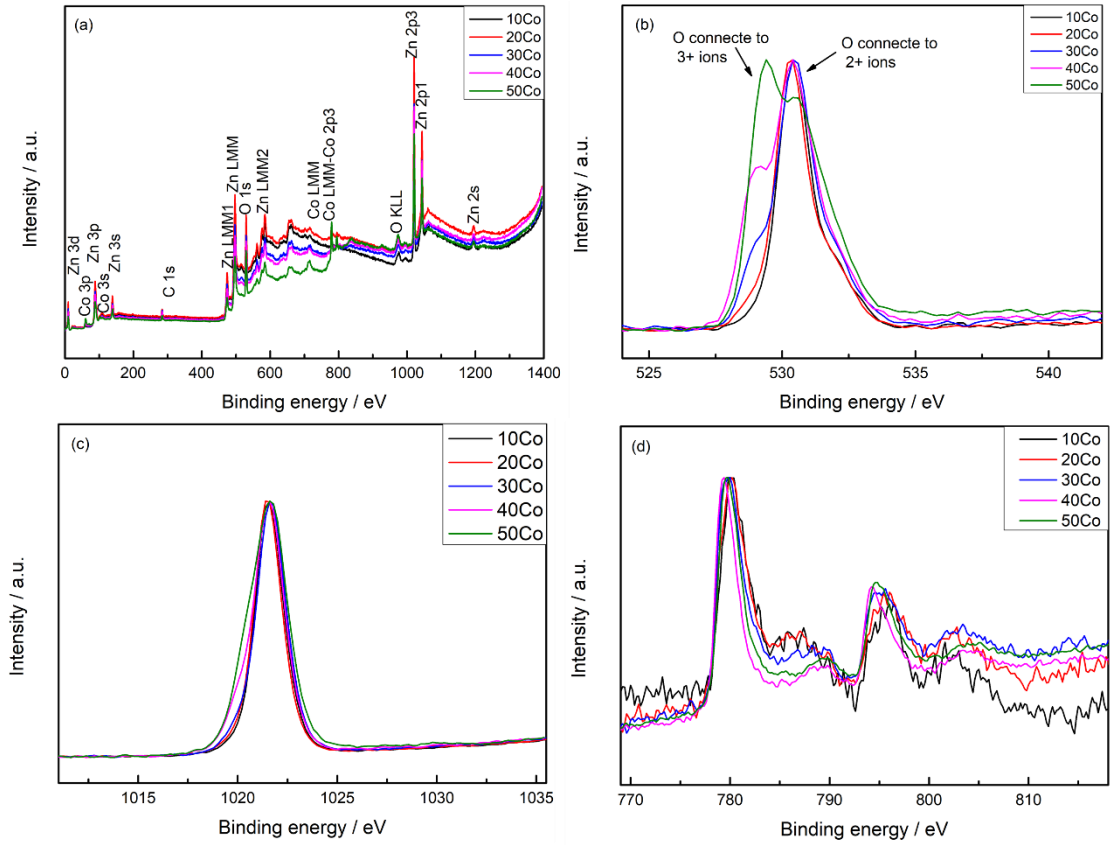 (a)
10Co
20Co
30Co
40Co
50Co
Zn 3d
Co 3p
Zn 3p
Co 3s
Zn 3s
C 1s
Zn LMM1
Zn LMM
O 1s
Zn LMM2
Co LMM
Co LMM-Co 2p3
O KLL
Zn 2p3
Zn 2p1
Zn 2s
Intensity / a.u.
0 200 400 600 800 1000 1200 1400
Binding energy / eV
(b)
O connecte to
3+ ions
O connecte to
2+ ions
10Co
20Co
30Co
40Co
50Co
Intensity / a.u.
525 530 535 540
Binding energy / eV
(c)
10Co
20Co
30Co
40Co
50Co
Intensity / a.u.
1015 1020 1025 1030 1035
Binding energy / eV
(d)
10Co
20Co
30Co
40Co
50Co
Intensity / a.u.
770 780 790 800 810
Binding energy / eV